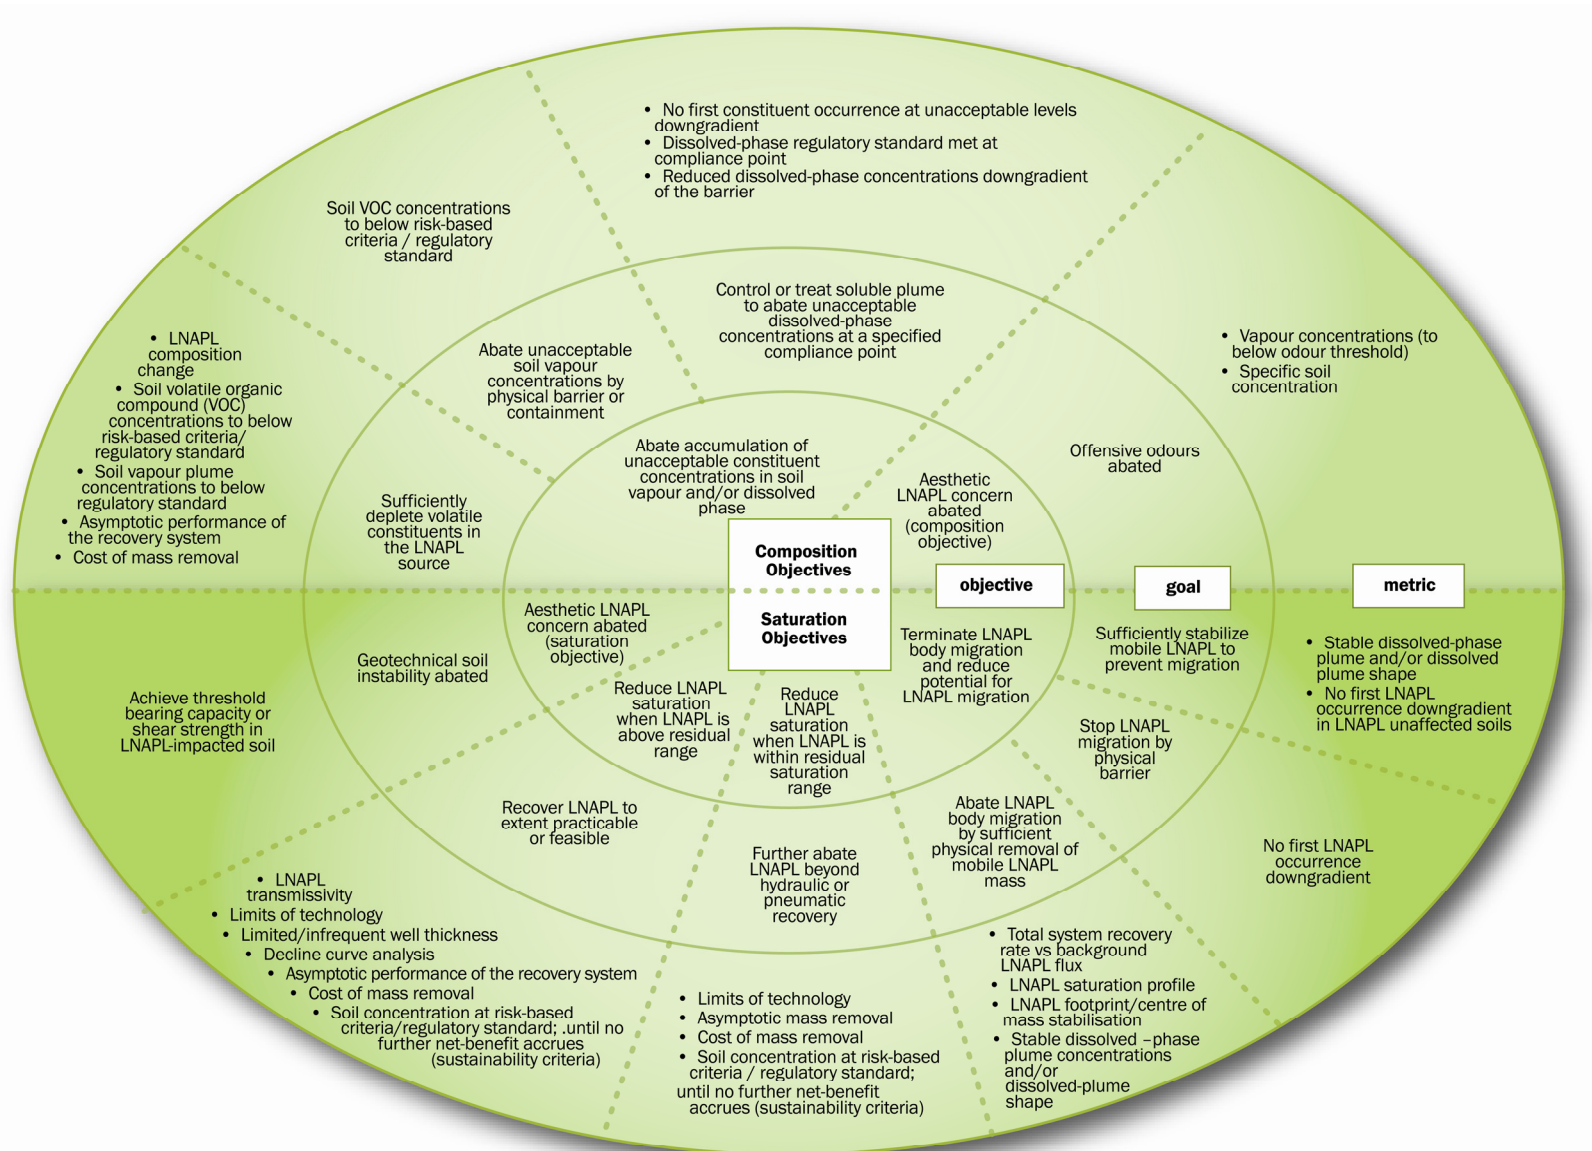 • No first constituent occurrence at unacceptable levels
downgradient
• Dissolved-phase regulatory standard met at
compliance point
• Reduced dissolved-phase concentrations downgradient
of the barrier
Soil VOC concentrations
to below risk-based
criteria / regulatory
standard
Control or treat soluble plume
to abate unacceptable
dissolved-phase
concentrations at a specified
compliance point
• Vapour concentrations (to
below odour threshold)
• Specific soil
concentration
• LNAPL
composition
change
• Soil volatile organic
compound (VOC)
concentrations to below
risk-based criteria/
regulatory standard
• Soil vapour plume
concentrations to below
regulatory standard
• Asymptotic performance of
the recovery system
• Cost of mass removal
Abate unacceptable
soil vapour
concentrations by
physical barrier or
containment
Abate accumulation of
unacceptable constituent
concentrations in soil
vapour and/or dissolved
phase
Offensive odours
abated
Aesthetic
LNAPL concern
abated
(composition
objective)
Sufficiently
deplete volatile
constituents in
the LNAPL
source
Composition
Objectives
objective
goal
metric
Saturation
Objectives
Aesthetic LNAPL
concern abated
(saturation
objective)
Geotechnical soil
instability abated
Achieve threshold
bearing capacity or
shear strength in
LNAPL-impacted soil
Terminate LNAPL
body migration
and reduce
potential for
LNAPL migration
Sufficiently stabilize
mobile LNAPL to
prevent migration
• Stable dissolved-phase
plume and/or dissolved
plume shape
• No first LNAPL
occurrence downgradient
in LNAPL unaffected soils
Reduce LNAPL
saturation
when LNAPL is
above residual
range
Reduce
LNAPL
saturation
when LNAPL is
within residual
saturation
range
Stop LNAPL
migration by
physical
barrier
Recover LNAPL to
extent practicable
or feasible
Abate LNAPL
body migration
by sufficient
physical removal of
mobile LNAPL
mass
Further abate
LNAPL beyond
hydraulic or
pneumatic
recovery
No first LNAPL
occurrence
downgradient
• LNAPL
transmissivity
• Limits of technology
• Limited/infrequent well thickness
• Decline curve analysis
• Asymptotic performance of the recovery system
• Cost of mass removal
• Soil concentration at risk-based
criteria/regulatory standard; .until no
further net-benefit accrues
(sustainability criteria)
• Limits of technology
• Asymptotic mass removal
• Cost of mass removal
• Soil concentration at risk-based
criteria / regulatory standard;
until no further net-benefit
accrues (sustainability criteria)
• Total system recovery
rate vs background
LNAPL flux
• LNAPL saturation profile
• LNAPL footprint/centre of
mass stabilisation
• Stable dissolved –phase
plume concentrations
and/or
dissolved-plume
shape